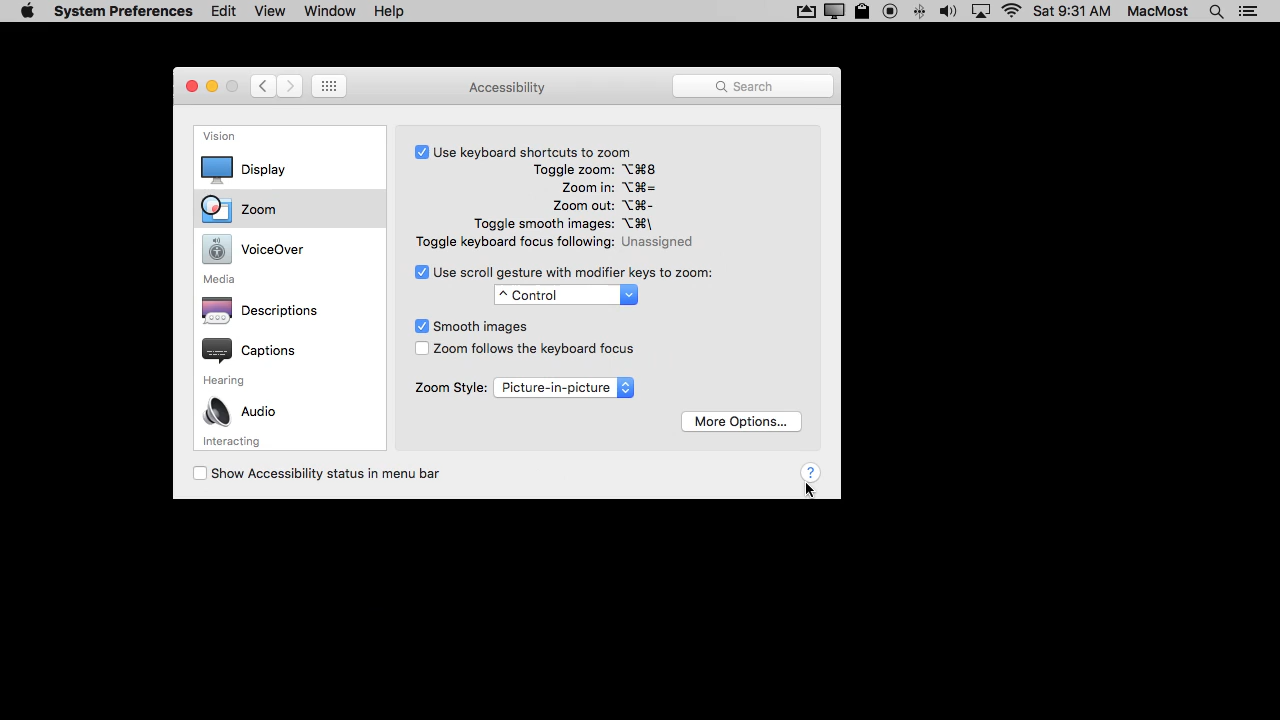 System Preferences Edit View Window Help Sat 9:31 AM MacMost
Accessibility
Search
Vision
Display
Zoom
VoiceOver
Media
Descriptions
Captions
Hearing
Audio
Interacting
Use keyboard shortcuts to zoom
Toggle zoom: ⌥⌘8
Zoom in: ⌥⌘=
Zoom out: ⌥⌘-
Toggle smooth images: ⌥⌘\
Toggle keyboard focus following: Unassigned
Use scroll gesture with modifier keys to zoom:
^ Control
Smooth images
Zoom follows the keyboard focus
Zoom Style: Picture-in-picture
More Options...
Show Accessibility status in menu bar
?